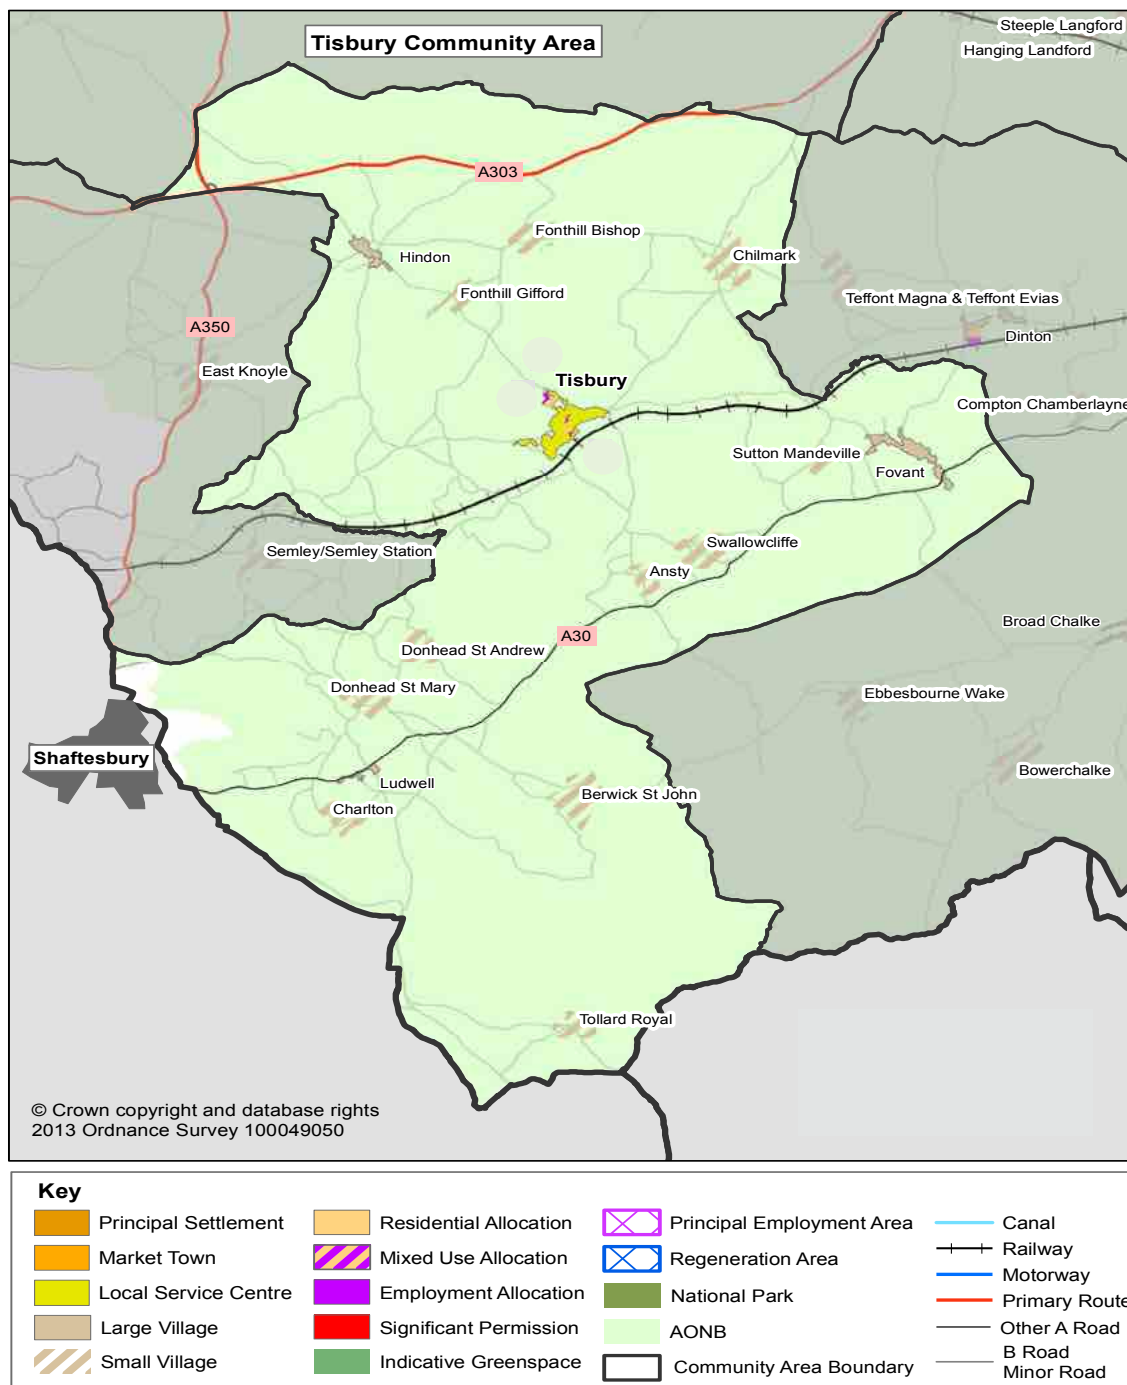 Tisbury Community Area
Steeple Langford
Hanging Landford
A303
Fonthill Bishop
Hindon
Chilmark
Fonthill Gifford
Teffont Magna & Teffont Evias
A350
Dinton
East Knoyle
Tisbury
Compton Chamberlayne
Sutton Mandeville
Fovant
Swallowcliffe
Semley/Semley Station
Ansty
Broad Chalke
A30
Donhead St Andrew
Donhead St Mary
Ebbesbourne Wake
Shaftesbury
Bowerchalke
Ludwell
Berwick St John
Charlton
Tollard Royal
© Crown copyright and database rights
2013 Ordnance Survey 100049050
Key
Principal Settlement
Market Town
Local Service Centre
Large Village
Small Village
Residential Allocation
Mixed Use Allocation
Employment Allocation
Significant Permission
Indicative Greenspace
Principal Employment Area
Regeneration Area
National Park
AONB
Community Area Boundary
Canal
Railway
Motorway
Primary Route
Other A Road
B Road
Minor Road